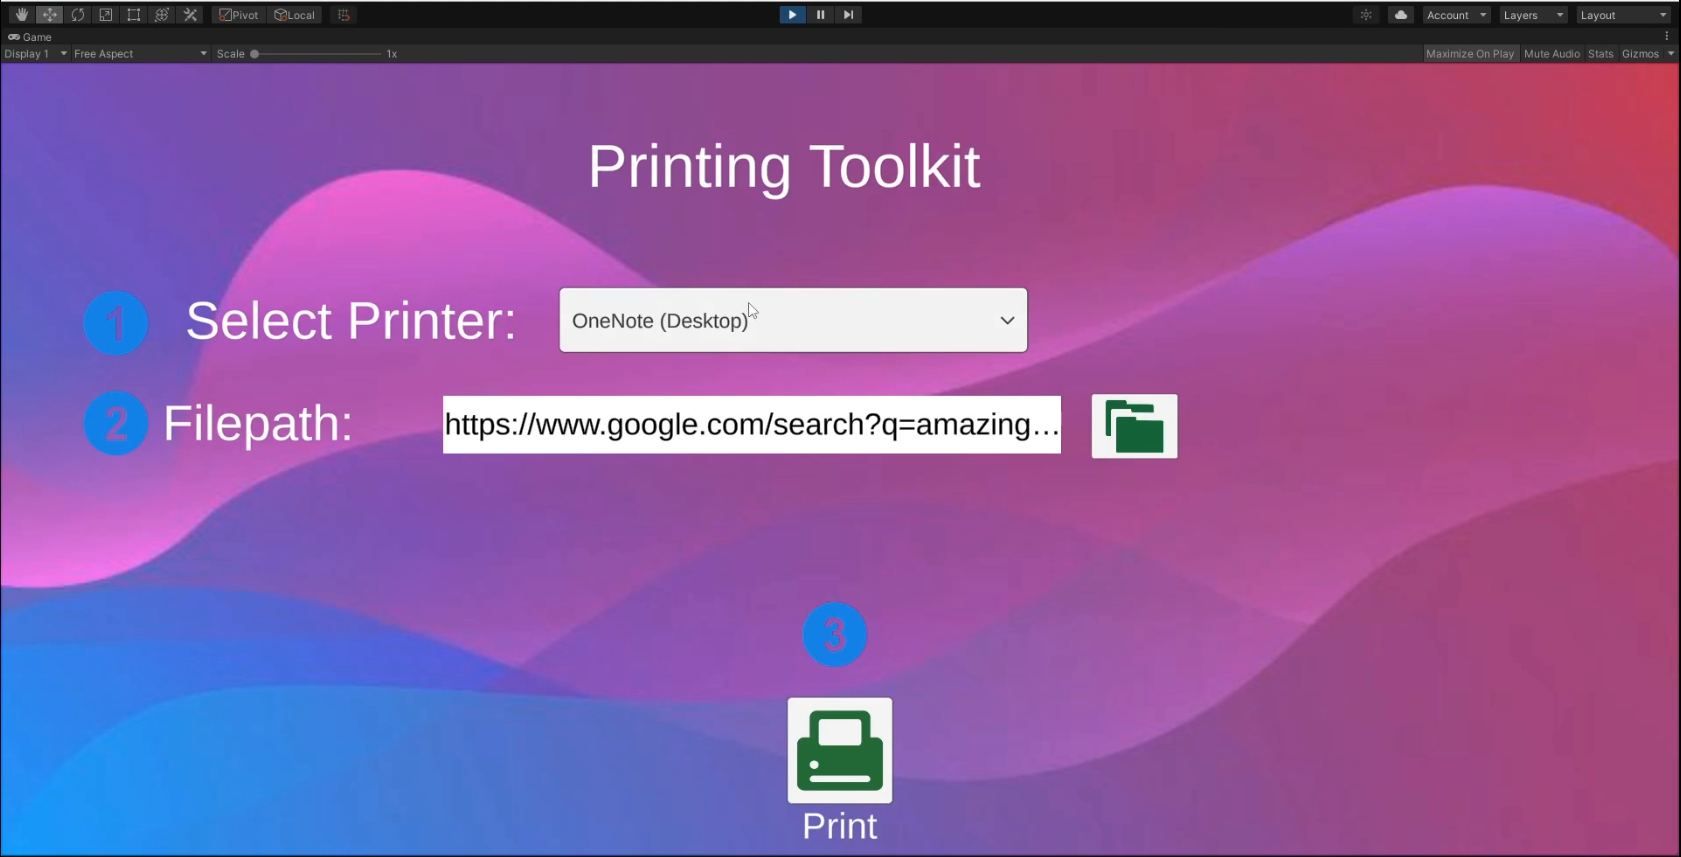 Pivot Local Account Layers Layout
Game
Display 1 Free Aspect Scale 1x Maximize On Play Mute Audio Stats Gizmos
Printing Toolkit
1 Select Printer: OneNote (Desktop)
2 Filepath: https://www.google.com/search?q=amazing...
3
Print